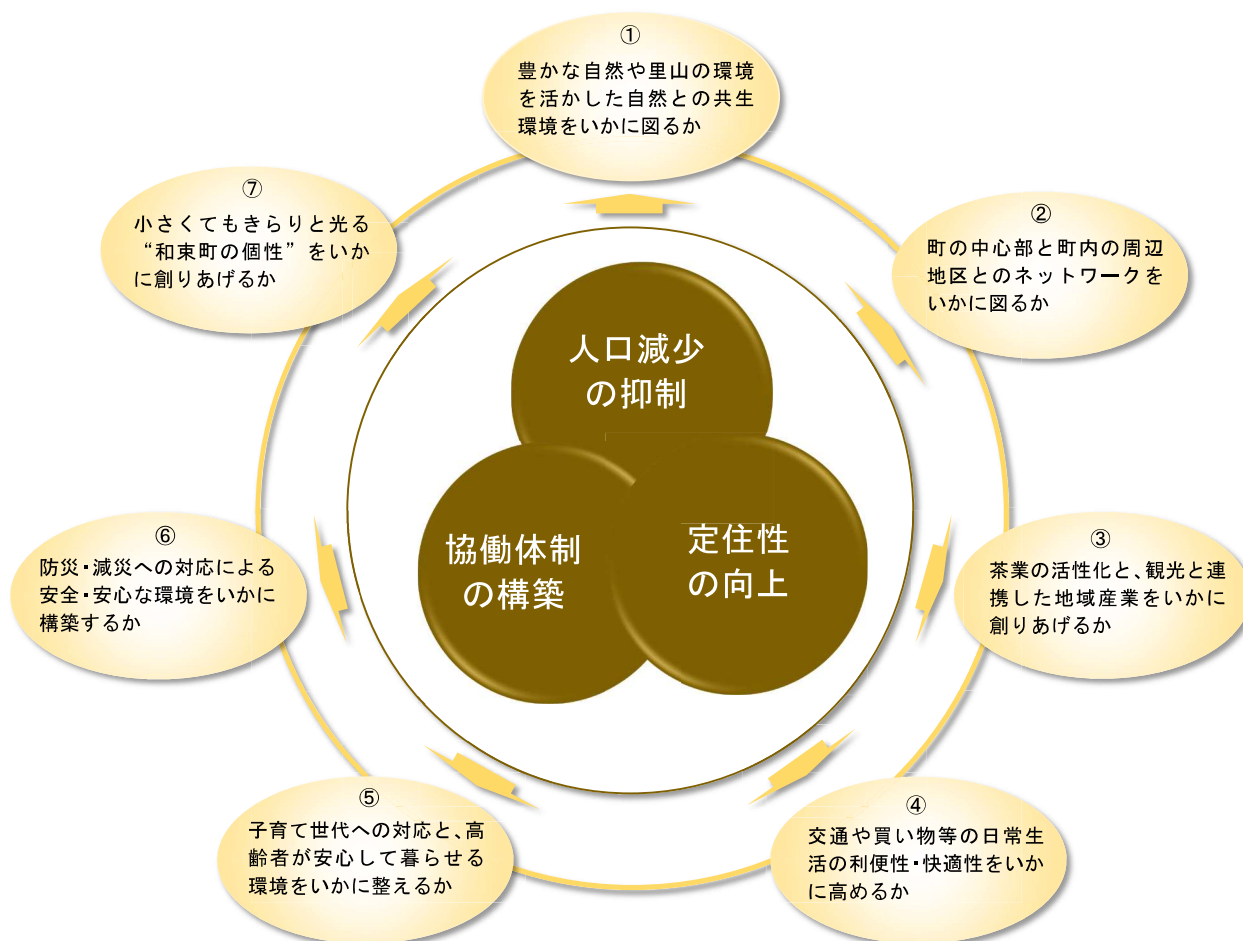 ①
豊かな自然や里山の環境
を活かした自然との共生
環境をいかに図るか
②
町の中心部と町内の周辺
地区とのネットワークを
いかに図るか
③
茶業の活性化と、観光と連
携した地域産業をいかに
創りあげるか
④
交通や買い物等の日常生
活の利便性・快適性をいか
に高めるか
⑤
子育て世代への対応と、高
齢者が安心して暮らせる
環境をいかに整えるか
⑥
防災・減災への対応による
安全・安心な環境をいかに
構築するか
⑦
小さくてもきらりと光る
“和束町の個性”をいか
に創りあげるか
人口減少
の抑制
協働体制
の構築
定住性
の向上